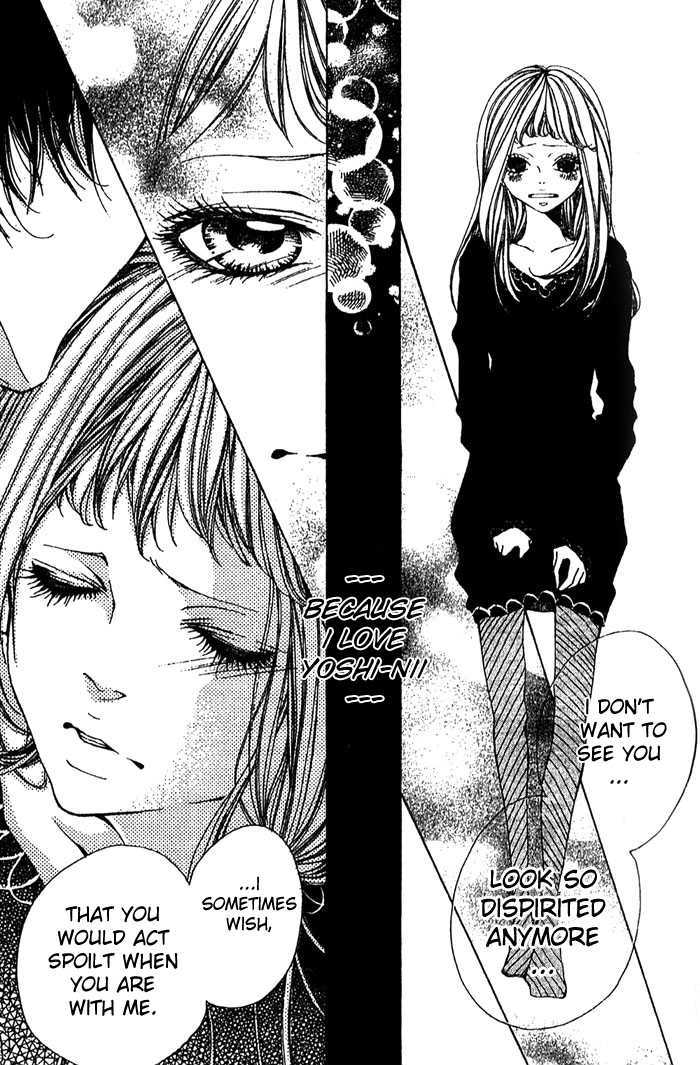 I DON'T
WANT TO
SEE YOU
...
LOOK SO
DISPIRITED
ANYMORE
...
---
BECAUSE
I LOVE
YOSHI-NII
---
...I
SOMETIMES
WISH,
THAT YOU
WOULD ACT
SPOILT WHEN
YOU ARE
WITH ME.